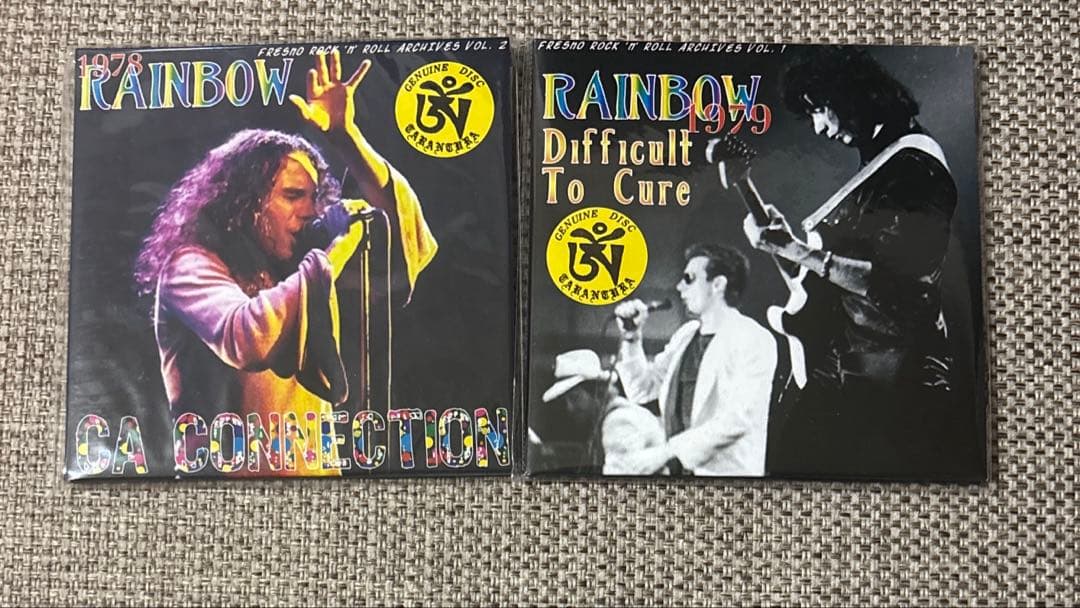 FRESNO ROCK 'N' ROLL ARCHIVES VOL. 2
1978
RAINBOW
GENUINE DISC
TARANTURA
CA CONNECTION
FRESNO ROCK 'N' ROLL ARCHIVES VOL. 1
RAINBOW
1979
Difficult
To Cure
GENUINE DISC
TARANTURA